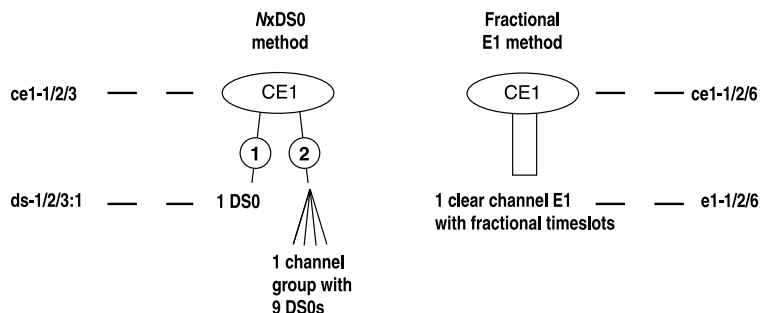 NxDS0
method
Fractional
E1 method
ce1-1/2/3
CE1
CE1
ce1-1/2/6
1
2
ds-1/2/3:1
1 DS0
1 clear channel E1
with fractional timeslots
e1-1/2/6
1 channel
group with
9 DS0s